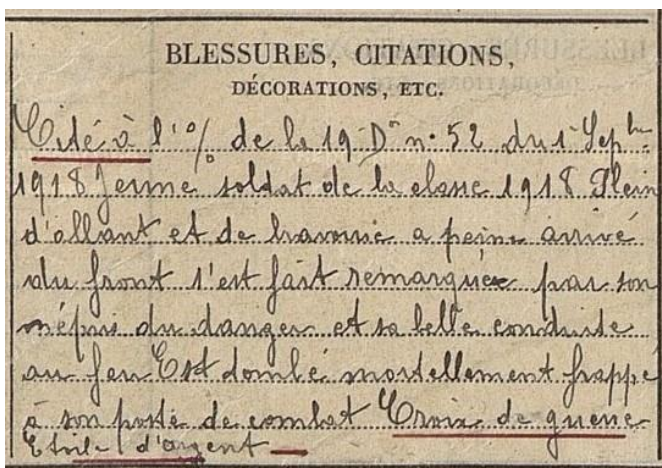 BLESSURES, CITATIONS,
DÉCORATIONS, ETC.
Cité à l'% de la 19 Don n° 52 du 1 Sepbre
1918 Jeune soldat de la classe 1918 Plein
d'allant et de bravoure a peine arrivé
au front s'est fait remarquer par son
mépris du danger et sa belle conduite
au feu Est tombé mortellement frappé
à son poste de combat Croix de guerre
Etoile d'argent